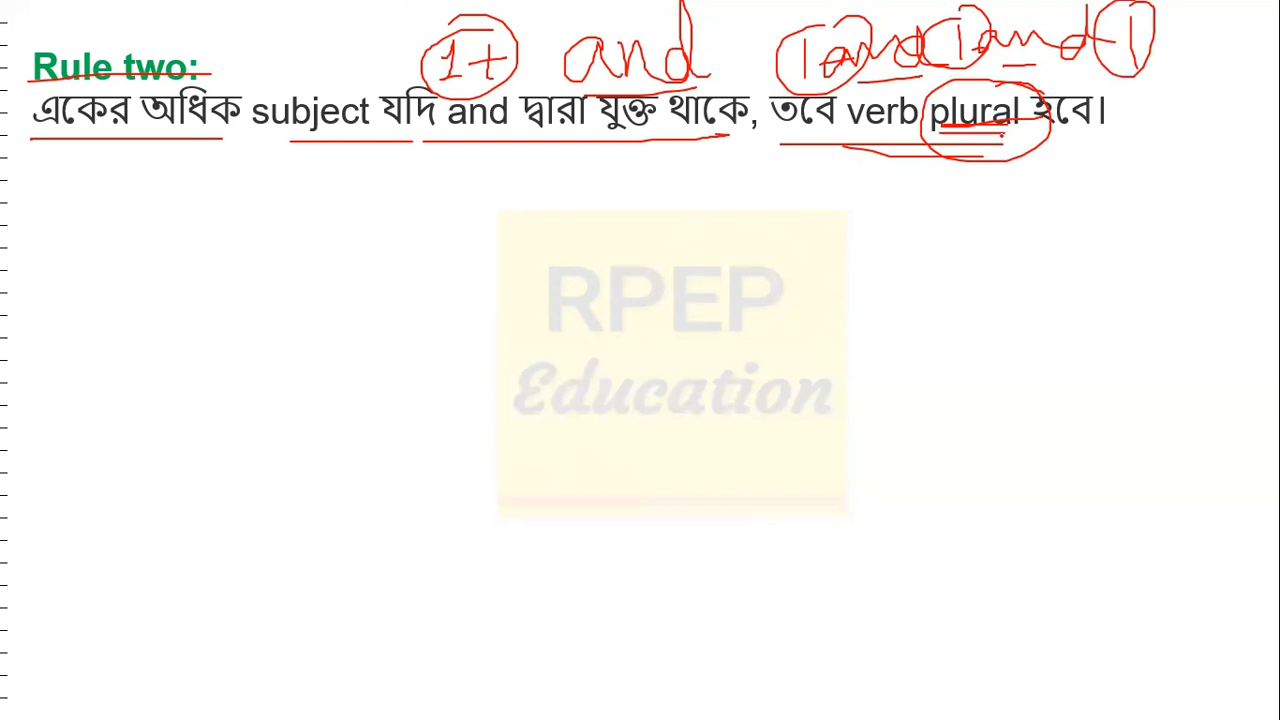 1+ and 1 and 1 and 1
Rule two:
একের অধিক subject যদি and দ্বারা যুক্ত থাকে, তবে verb plural হবে।
RPEP
Education